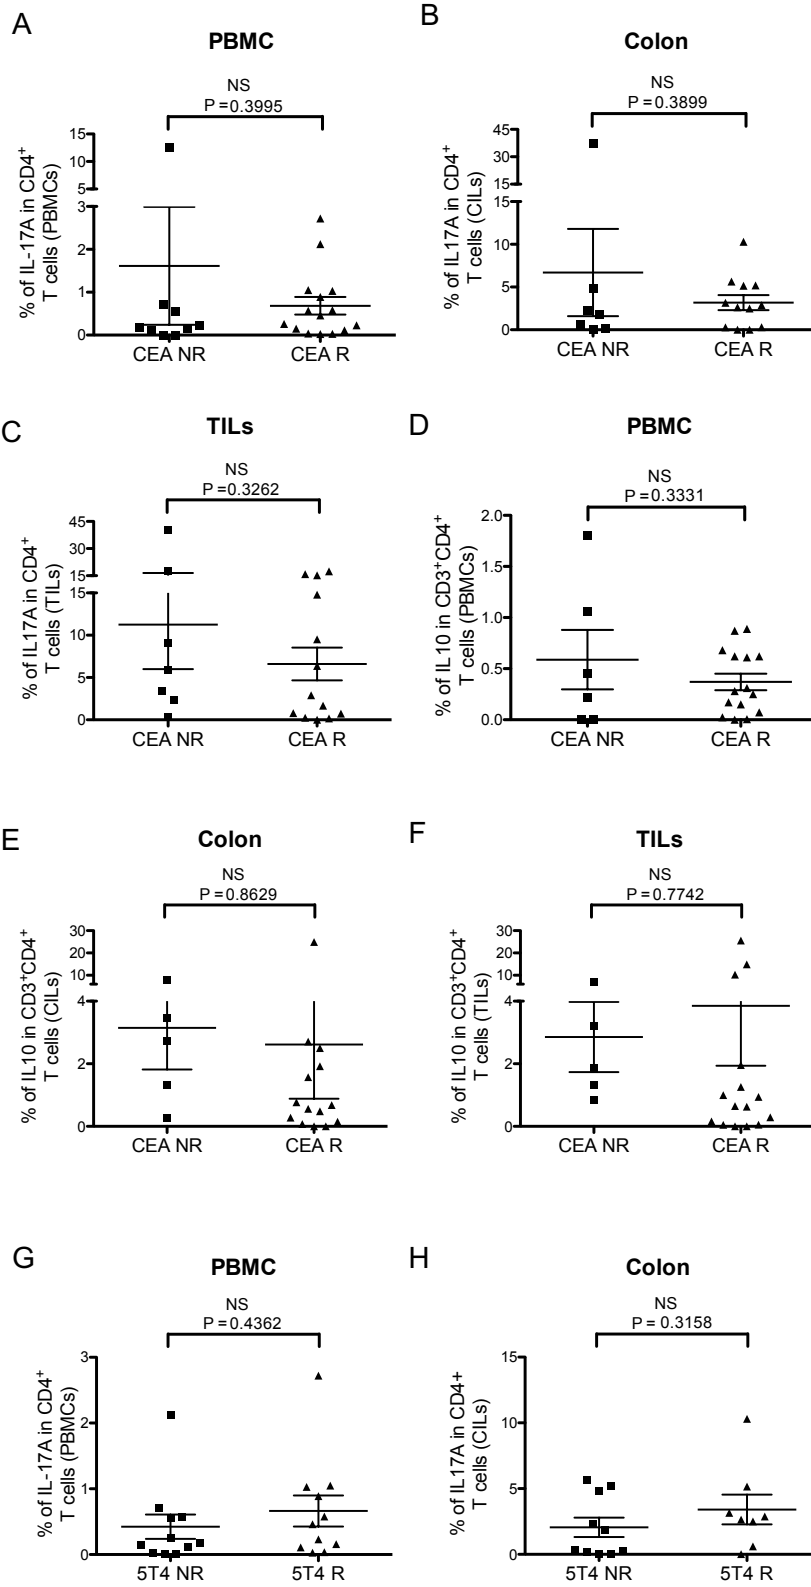 A
PBMC
NS
P=0.3995
% of IL-17A in CD4+
T cells (PBMCs)
15
10
5
3
2
1
0
CEA NR
CEA R
B
Colon
NS
P=0.3899
% of IL17A in CD4+
T cells (CILs)
45
30
15
15
10
5
0
CEA NR
CEA R
C
TILs
NS
P=0.3262
% of IL17A in CD4+
T cells (TILs)
45
30
15
15
10
5
0
CEA NR
CEA R
D
PBMC
NS
P=0.3331
% of IL10 in CD3+CD4+
T cells (PBMCs)
2.0
1.5
1.0
0.5
0.0
CEA NR
CEA R
E
Colon
NS
P=0.8629
% of IL10 in CD3+CD4+
T cells (CILs)
30
20
10
4
2
0
CEA NR
CEA R
F
TILs
NS
P=0.7742
% of IL10 in CD3+CD4+
T cells (TILs)
30
20
10
4
2
0
CEA NR
CEA R
G
PBMC
NS
P=0.4362
% of IL-17A in CD4+
T cells (PBMCs)
3
2
1
0
5T4 NR
5T4 R
H
Colon
NS
P= 0.3158
% of IL17A in CD4+
T cells (CILs)
15
10
5
0
5T4 NR
5T4 R